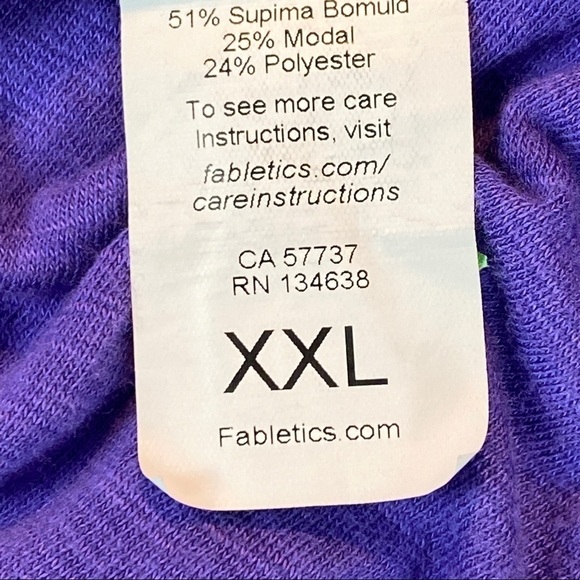 51% Supima Bomuld
25% Modal
24% Polyester
To see more care
Instructions, visit
fabletics.com/
careinstructions
CA 57737
RN 134638
XXL
Fabletics.com